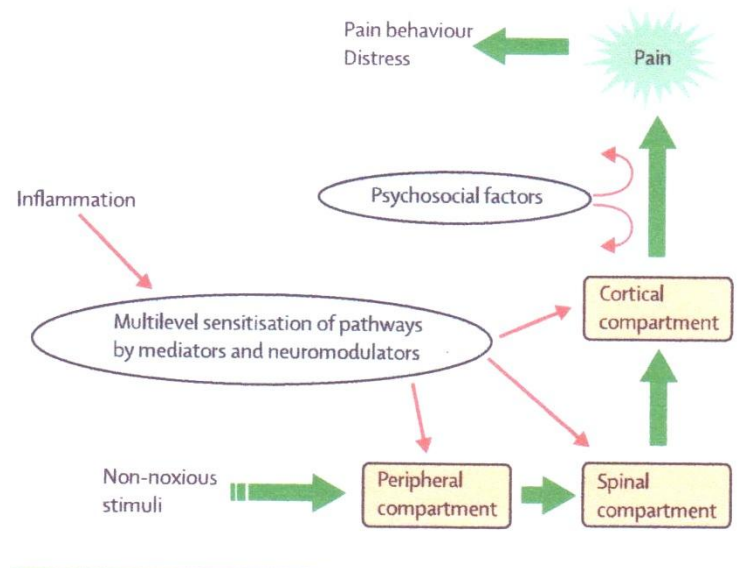 Pain behaviour
Distress
Pain
Psychosocial factors
Inflammation
Multilevel sensitisation of pathways
by mediators and neuromodulators
Cortical
compartment
Non-noxious
stimuli
Peripheral
compartment
Spinal
compartment